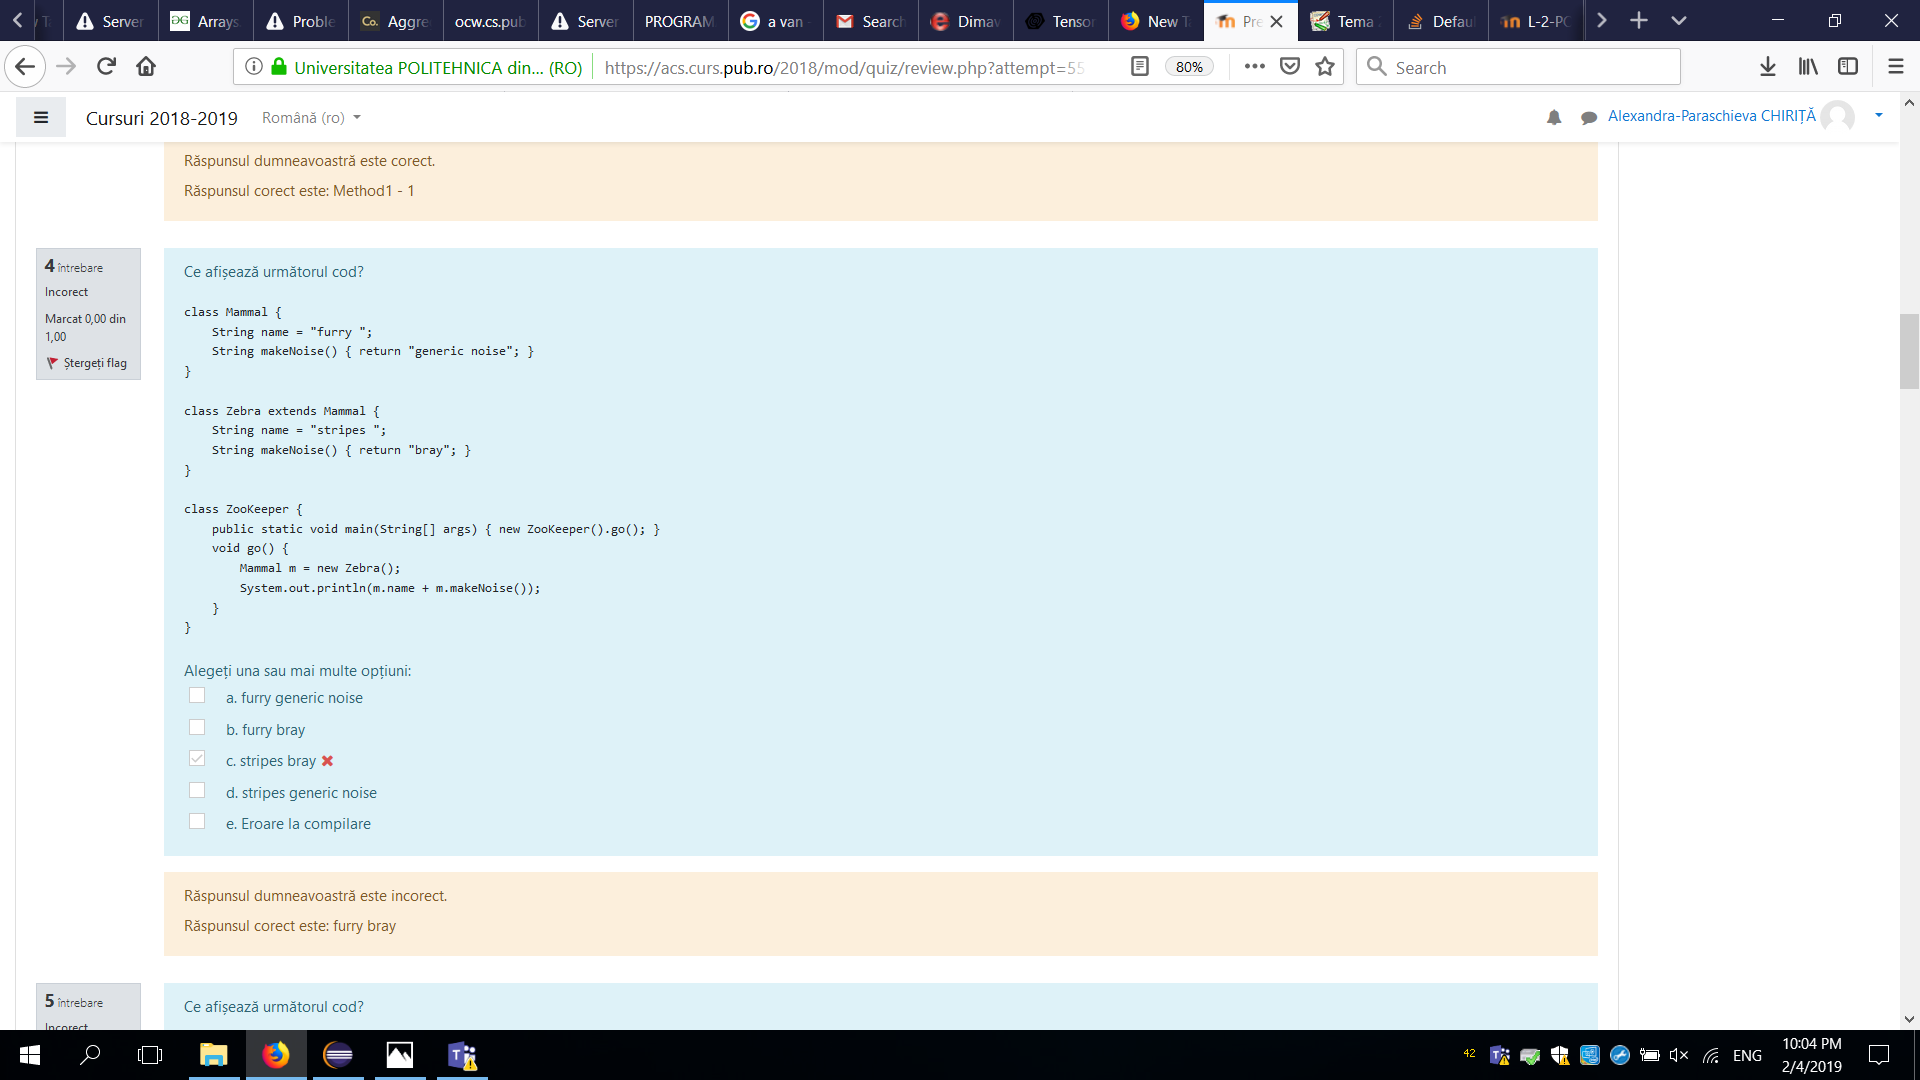 Server
Arrays
Proble
Aggre
ocw.cs.pub
Server
PROGRAM
a van
Search
Dimav
Tensor
New Ta
Pre
Tema
Defau
L-2-PC
Universitatea POLITEHNICA din... (RO)
https://acs.curs.pub.ro/2018/mod/quiz/review.php?attempt=55
80%
Search
Cursuri 2018-2019
Română (ro)
Alexandra-Paraschieva CHIRIȚĂ
Răspunsul dumneavoastră este corect.
Răspunsul corect este: Method1 - 1
4 întrebare
Incorect
Marcat 0,00 din
1,00
Ștergeți flag
Ce afișează următorul cod?
class Mammal {
String name = "furry ";
String makeNoise() { return "generic noise"; }
}
class Zebra extends Mammal {
String name = "stripes ";
String makeNoise() { return "bray"; }
}
class ZooKeeper {
public static void main(String[] args) { new ZooKeeper().go(); }
void go() {
Mammal m = new Zebra();
System.out.println(m.name + m.makeNoise());
}
}
Alegeți una sau mai multe opțiuni:
a. furry generic noise
b. furry bray
c. stripes bray
d. stripes generic noise
e. Eroare la compilare
Răspunsul dumneavoastră este incorect.
Răspunsul corect este: furry bray
5 întrebare
Incorect
Ce afișează următorul cod?
42
ENG
10:04 PM
2/4/2019